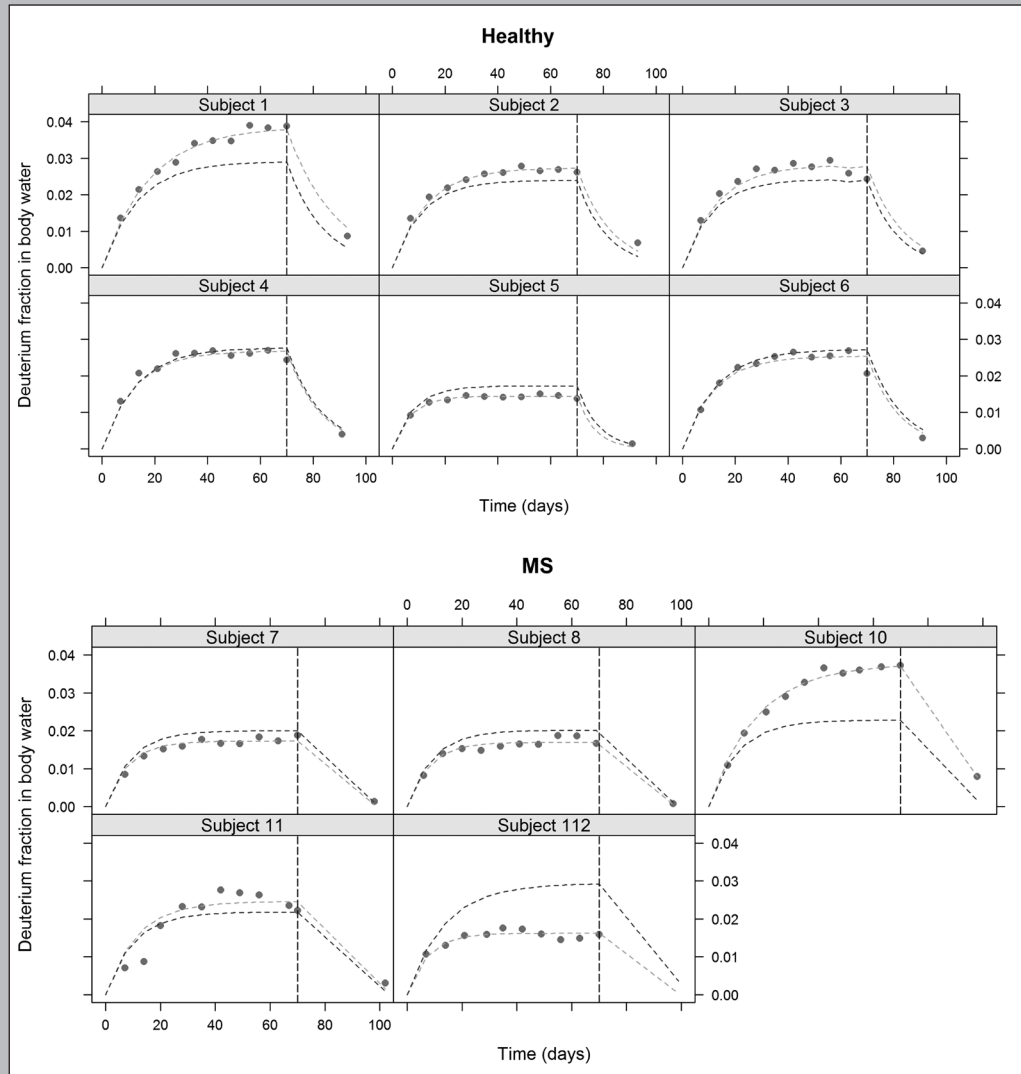 Healthy
0 20 40 60 80 100
Subject 1 Subject 2 Subject 3
0.04
0.03
0.02
0.01
0.00
Deuterium fraction in body water
Subject 4 Subject 5 Subject 6
0.04
0.03
0.02
0.01
0.00
0 20 40 60 80 100 0 20 40 60 80 100
Time (days)
MS
0 20 40 60 80 100
Subject 7 Subject 8 Subject 10
0.04
0.03
0.02
0.01
0.00
Deuterium fraction in body water
Subject 11 Subject 112
0.04
0.03
0.02
0.01
0.00
0 20 40 60 80 100
Time (days)